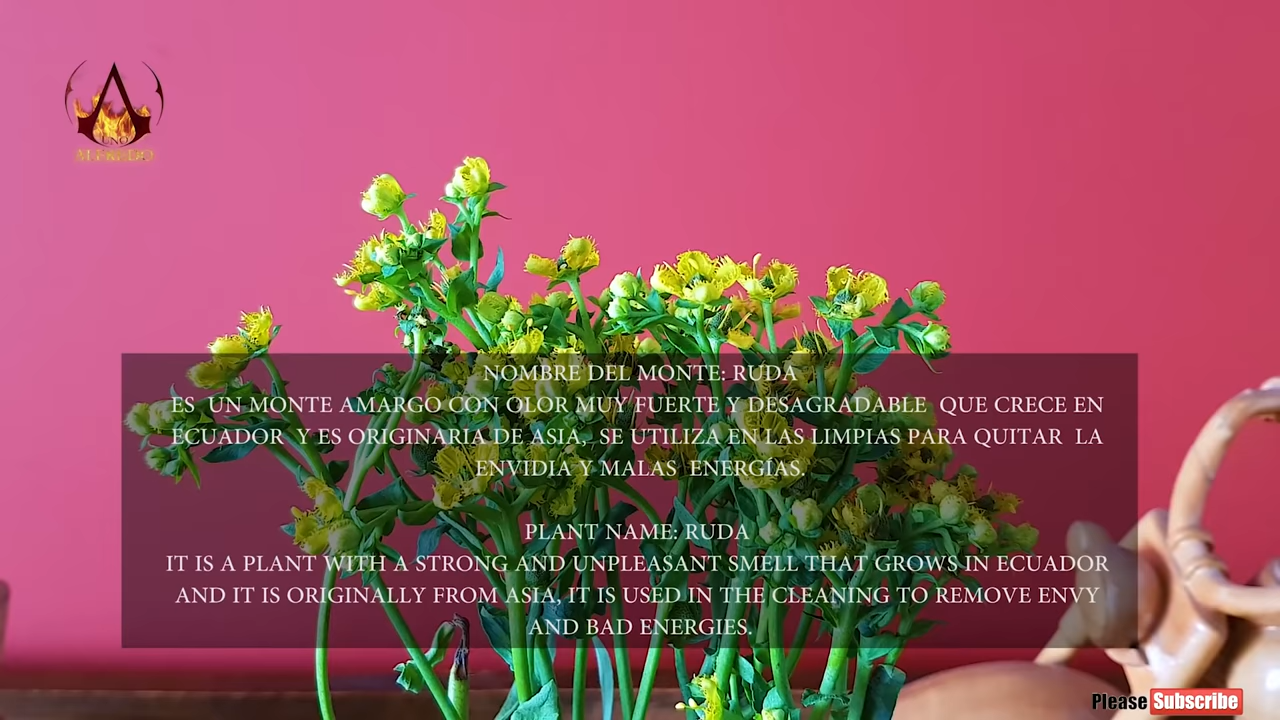 UNO
ALFREDO
NOMBRE DEL MONTE: RUDA
ES UN MONTE AMARGO CON OLOR MUY FUERTE Y DESAGRADABLE QUE CRECE EN
ECUADOR Y ES ORIGINARIA DE ASIA, SE UTILIZA EN LAS LIMPIAS PARA QUITAR LA
ENVIDIA Y MALAS ENERGÍAS.
PLANT NAME: RUDA
IT IS A PLANT WITH A STRONG AND UNPLEASANT SMELL THAT GROWS IN ECUADOR
AND IT IS ORIGINALLY FROM ASIA, IT IS USED IN THE CLEANING TO REMOVE ENVY
AND BAD ENERGIES.
Please Subscribe